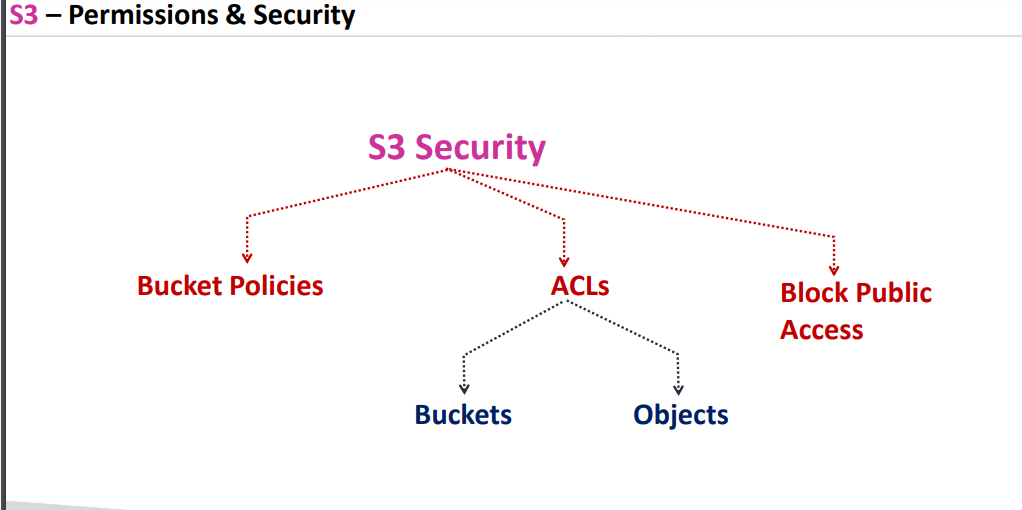 S3 – Permissions & Security
S3 Security
Bucket Policies
ACLs
Block Public
Access
Buckets
Objects